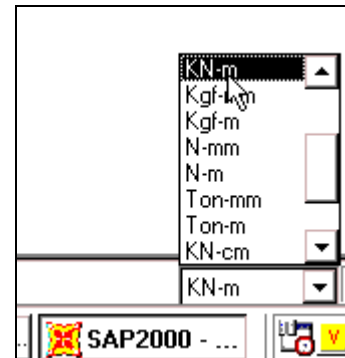 KN-m
Kgf-mm
Kgf-m
N-mm
N-m
Ton-mm
Ton-m
KN-cm
KN-m
SAP2000 - ...
V